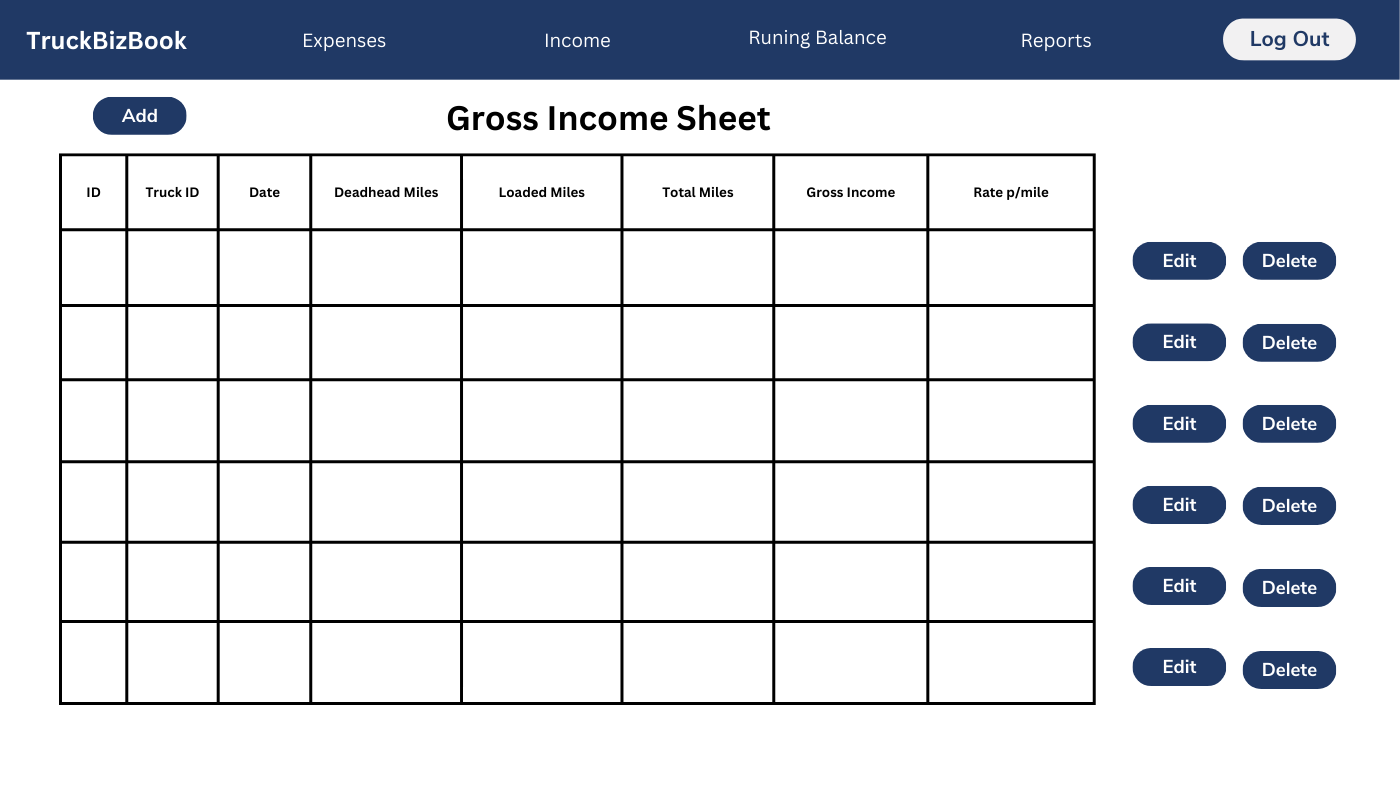 TruckBizBook Expenses Income Runing Balance Reports Log Out
Add Gross Income Sheet
ID Truck ID Date Deadhead Miles Loaded Miles Total Miles Gross Income Rate p/mile
Edit Delete
Edit Delete
Edit Delete
Edit Delete
Edit Delete
Edit Delete